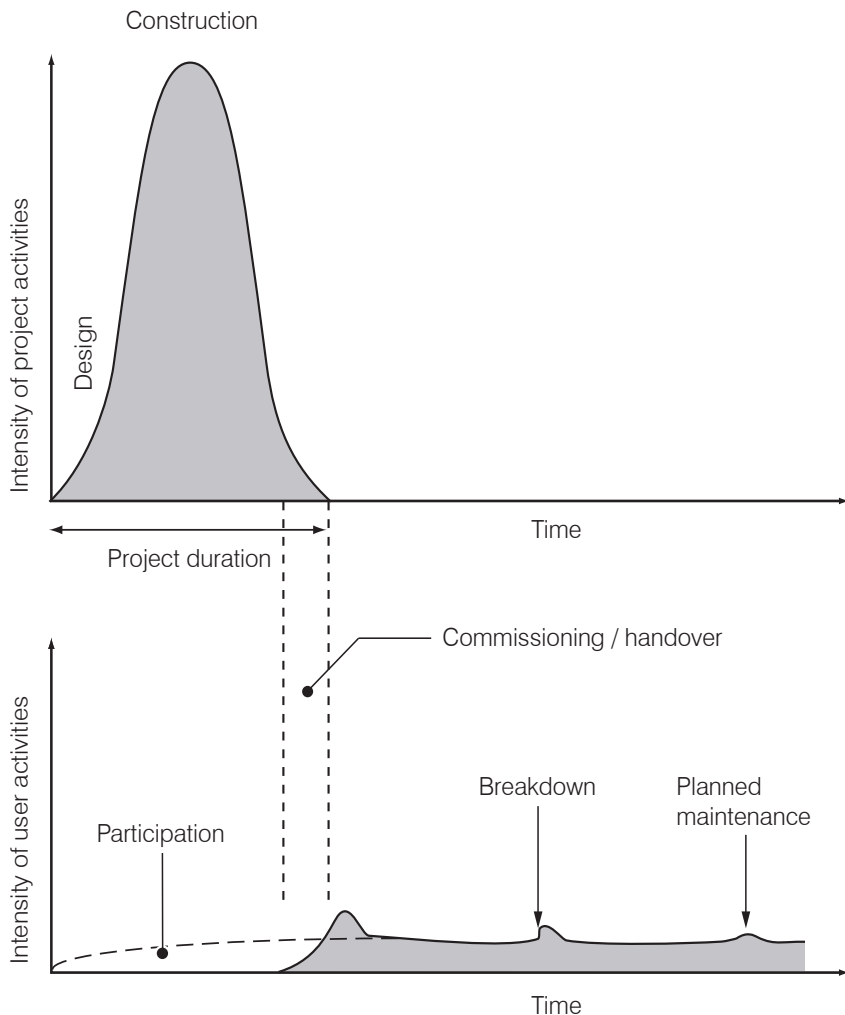 Construction
Intensity of project activities
Design
Time
Project duration
Commissioning / handover
Intensity of user activities
Breakdown
Planned
maintenance
Participation
Time